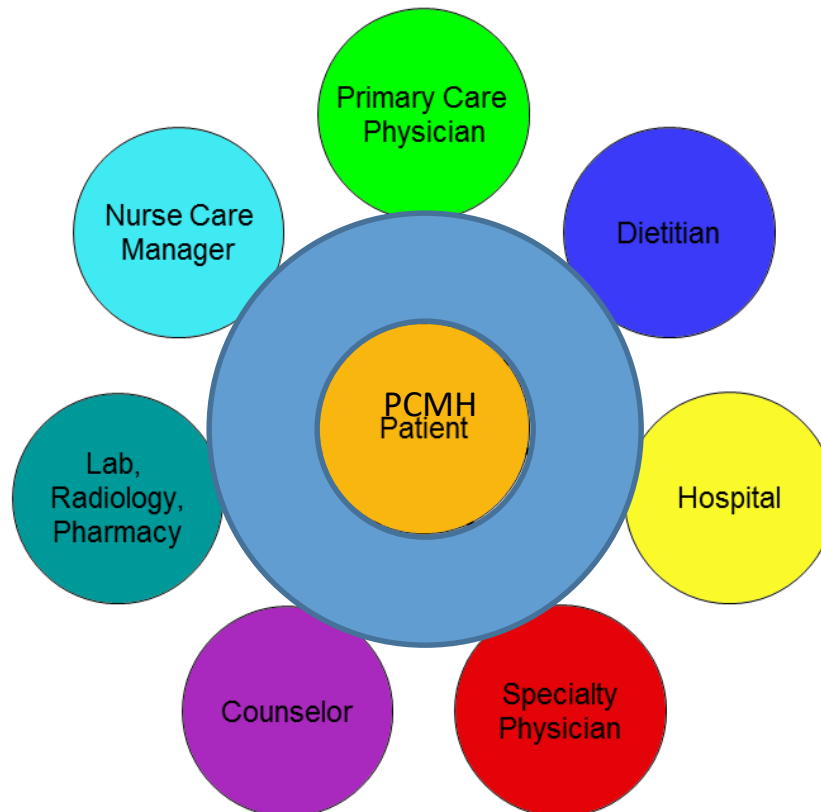 Primary Care
Physician
Nurse Care
Manager
Dietitian
PCMH
Patient
Lab,
Radiology,
Pharmacy
Hospital
Counselor
Specialty
Physician